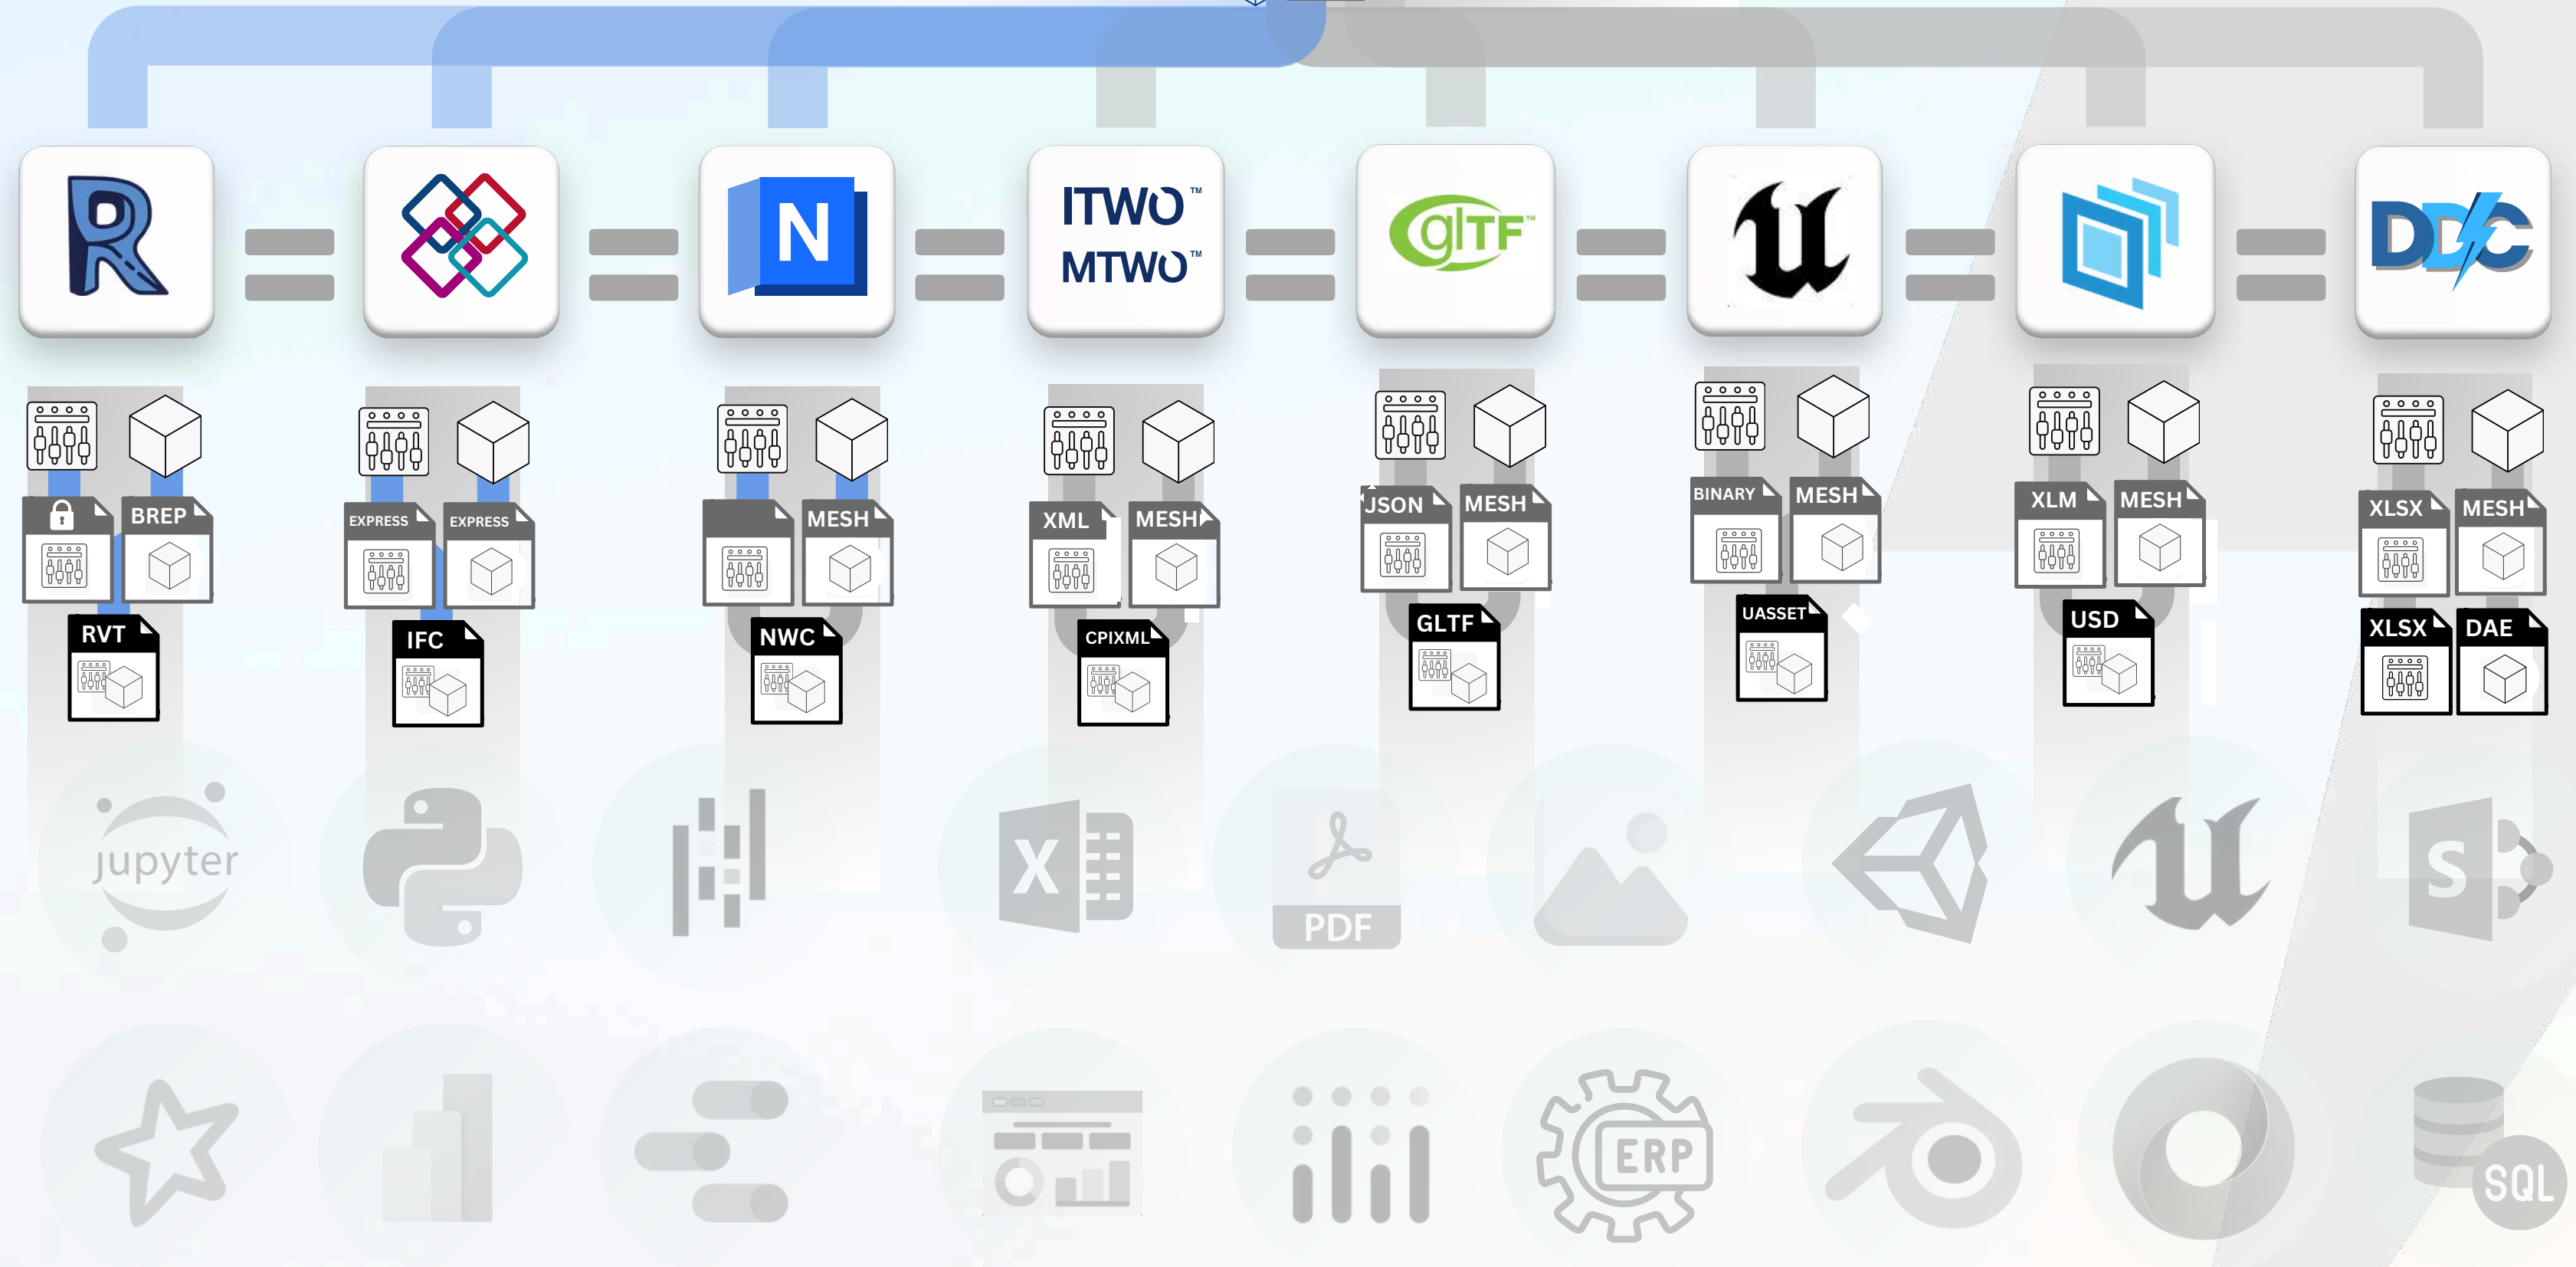 R
N
ITWO™
MTWO™
glTF™
DDC
BREP
EXPRESS
EXPRESS
MESH
XML
MESH
JSON
MESH
BINARY
MESH
XLM
MESH
XLSX
MESH
RVT
IFC
NWC
CPIXML
GLTF
UASSET
USD
XLSX
DAE
jupyter
X
PDF
S
ERP
SQL